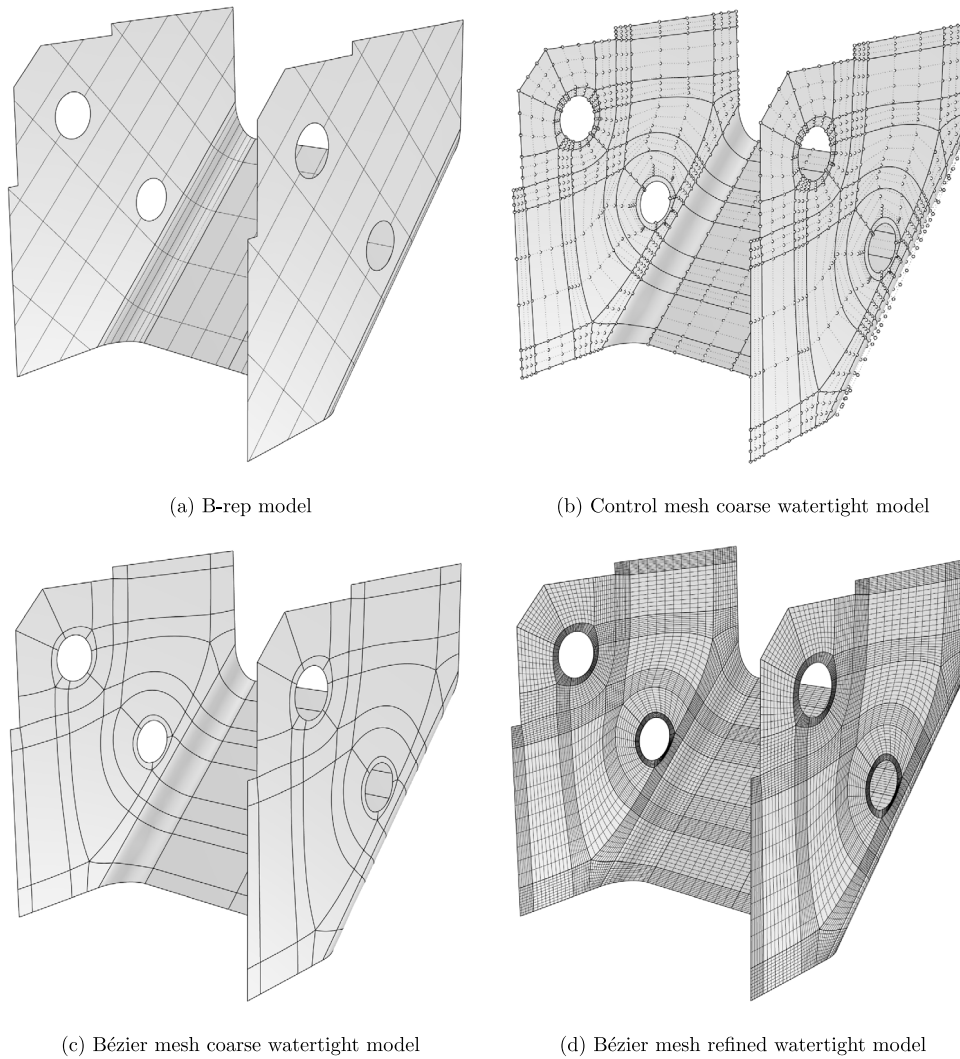 (a) B-rep model
(b) Control mesh coarse watertight model
(c) Bézier mesh coarse watertight model
(d) Bézier mesh refined watertight model